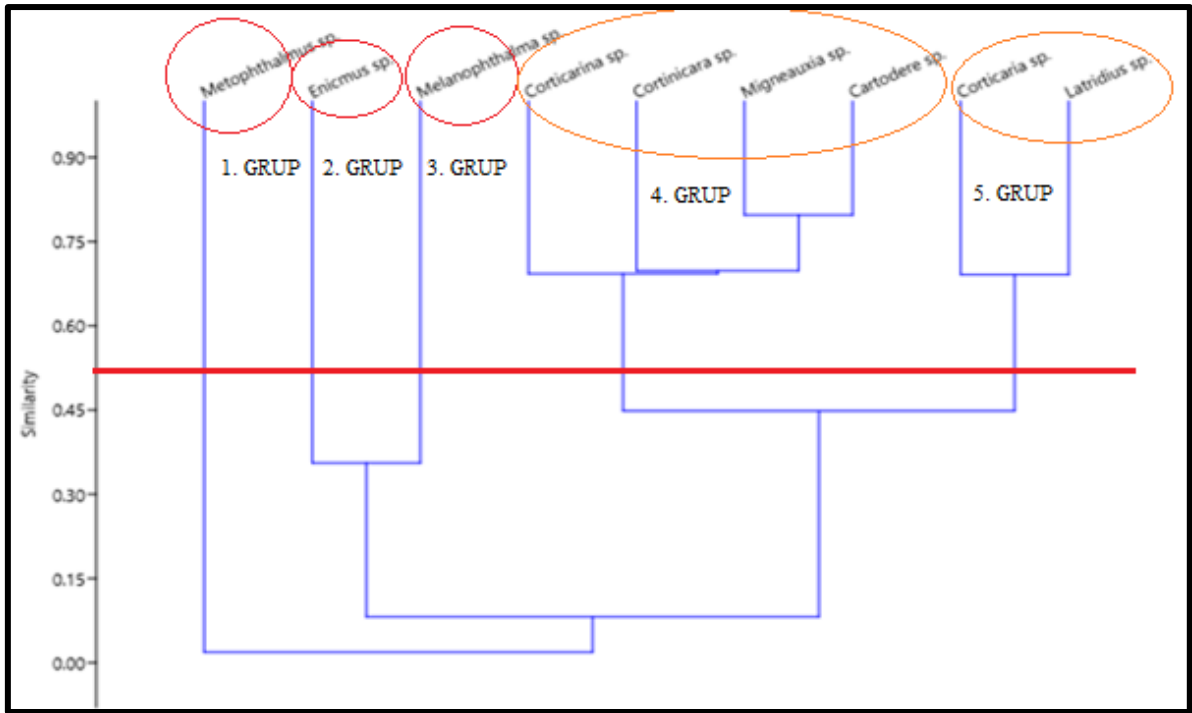 Metophthalmus sp.
Enicmus sp.
Melanophthalma sp.
Corticarina sp.
Cortinicara sp.
Migneauxia sp.
Cartodere sp.
Corticaria sp.
Latridius sp.
1. GRUP
2. GRUP
3. GRUP
4. GRUP
5. GRUP
0.90
0.75
0.60
0.45
0.30
0.15
0.00
Similarity